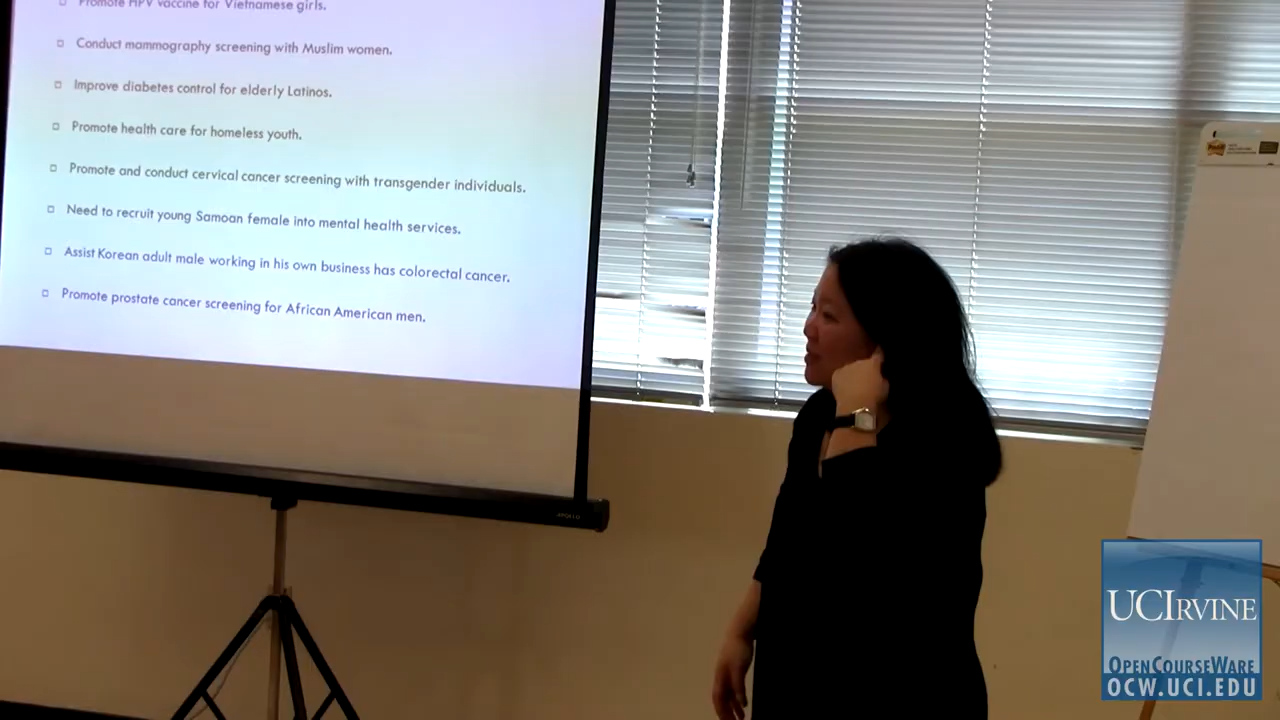 Promote HPV vaccine for Vietnamese girls.
Conduct mammography screening with Muslim women.
Improve diabetes control for elderly Latinos.
Promote health care for homeless youth.
Promote and conduct cervical cancer screening with transgender individuals.
Need to recruit young Samoan female into mental health services.
Assist Korean adult male working in his own business has colorectal cancer.
Promote prostate cancer screening for African American men.
APOLLO
UCIRVINE
OPENCOURSEWARE
OCW.UCI.EDU